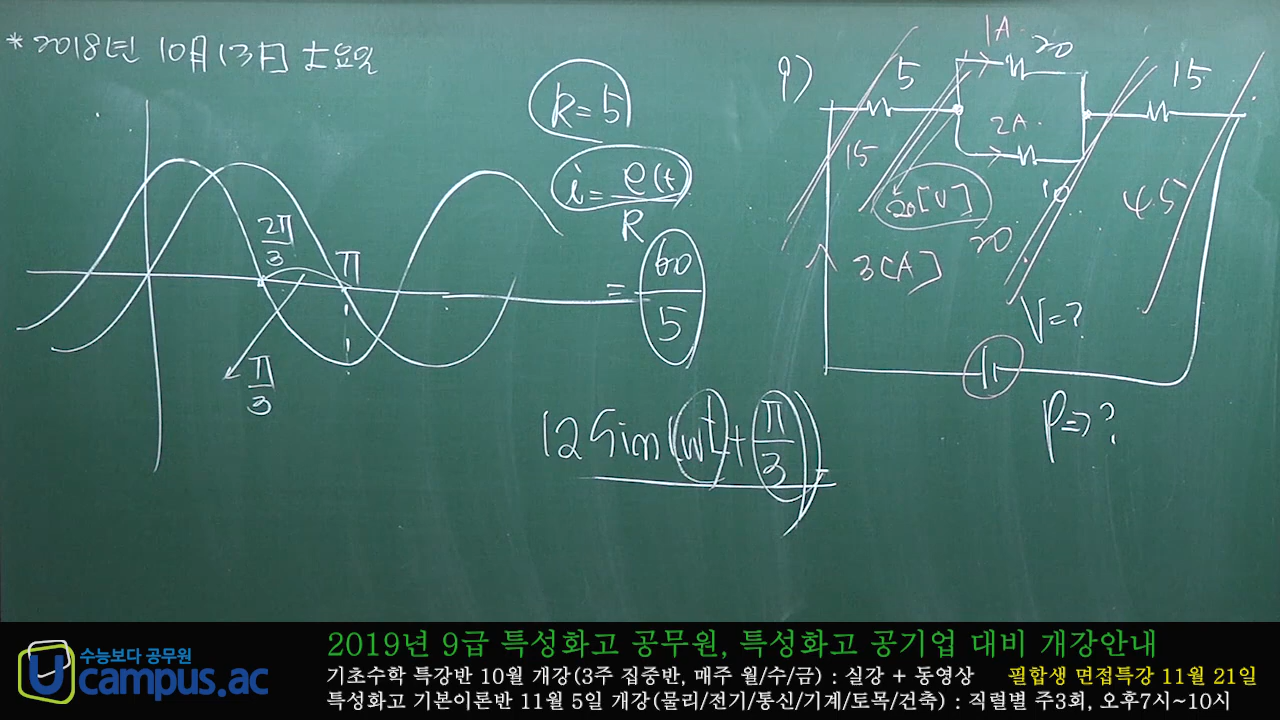 * 2018년 10월 13日 土요일
R=5
i = e(t) / R
= 60 / 5
12 Sin(wt + π/3)
2π/3
π
π/3
9)
5
1A
20
15
2A
10
15
20[V]
20
45
3[A]
V=?
P=>?
수능보다 공무원
Ucampus.ac
2019년 9급 특성화고 공무원, 특성화고 공기업 대비 개강안내
기초수학 특강반 10월 개강(3주 집중반, 매주 월/수/금) : 실강 + 동영상 필합생 면접특강 11월 21일
특성화고 기본이론반 11월 5일 개강(물리/전기/통신/기계/토목/건축) : 직렬별 주3회, 오후7시~10시